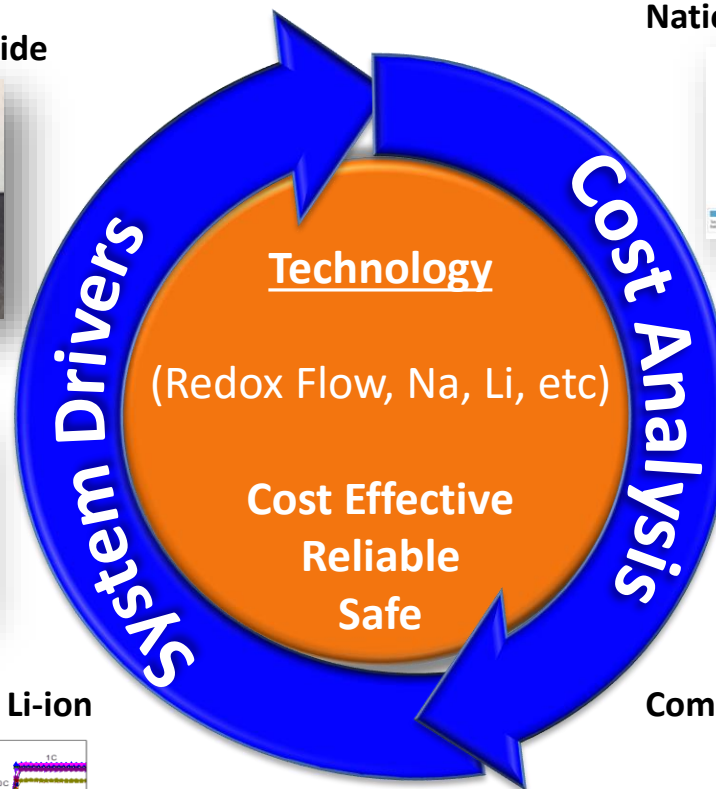 ide
Natio
System Drivers
Cost Analysis
Technology
(Redox Flow, Na, Li, etc)
Cost Effective
Reliable
Safe
Li-ion
Com
1C